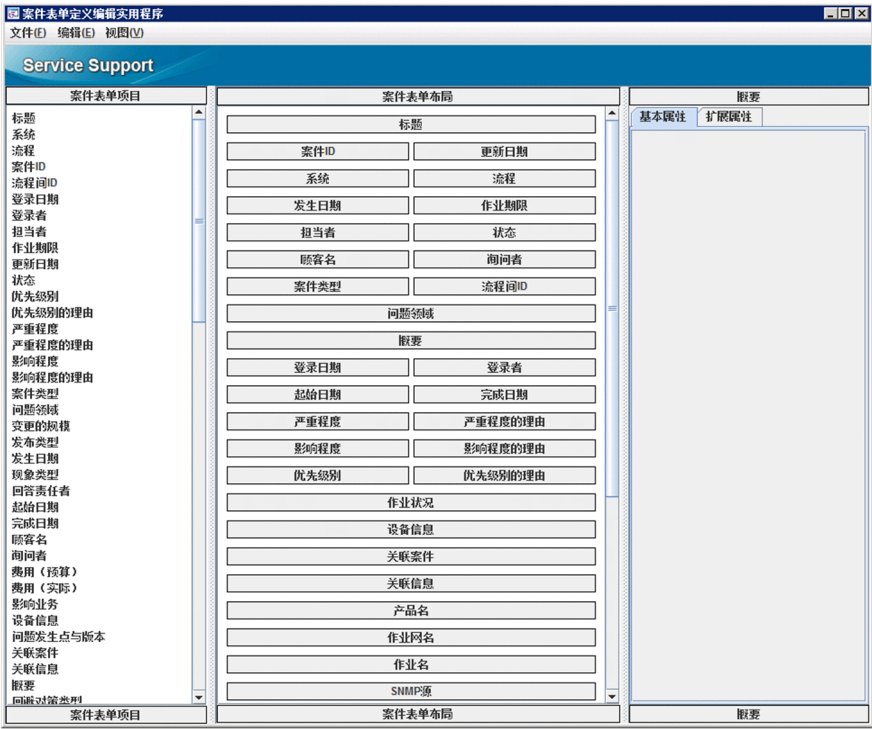 案件表单定义编辑实用程序
文件(F) 编辑(E) 视图(V)
Service Support
案件表单项目
标题
系统
流程
案件ID
流程间ID
登录日期
登录者
担当者
作业期限
更新日期
状态
优先级别
优先级别的理由
严重程度
严重程度的理由
影响程度
影响程度的理由
案件类型
问题领域
变更的规模
发布类型
发生日期
现象类型
回答责任者
起始日期
完成日期
顾客名
询问者
费用（预算）
费用（实际）
影响业务
设备信息
问题发生点与版本
关联案件
关联信息
概要
回避对策类型
案件表单项目
案件表单布局
标题
案件ID 更新日期
系统 流程
发生日期 作业期限
担当者 状态
顾客名 询问者
案件类型 流程间ID
问题领域
概要
登录日期 登录者
起始日期 完成日期
严重程度 严重程度的理由
影响程度 影响程度的理由
优先级别 优先级别的理由
作业状况
设备信息
关联案件
关联信息
产品名
作业网名
作业名
SNMP源
案件表单布局
概要
基本属性 扩展属性
概要